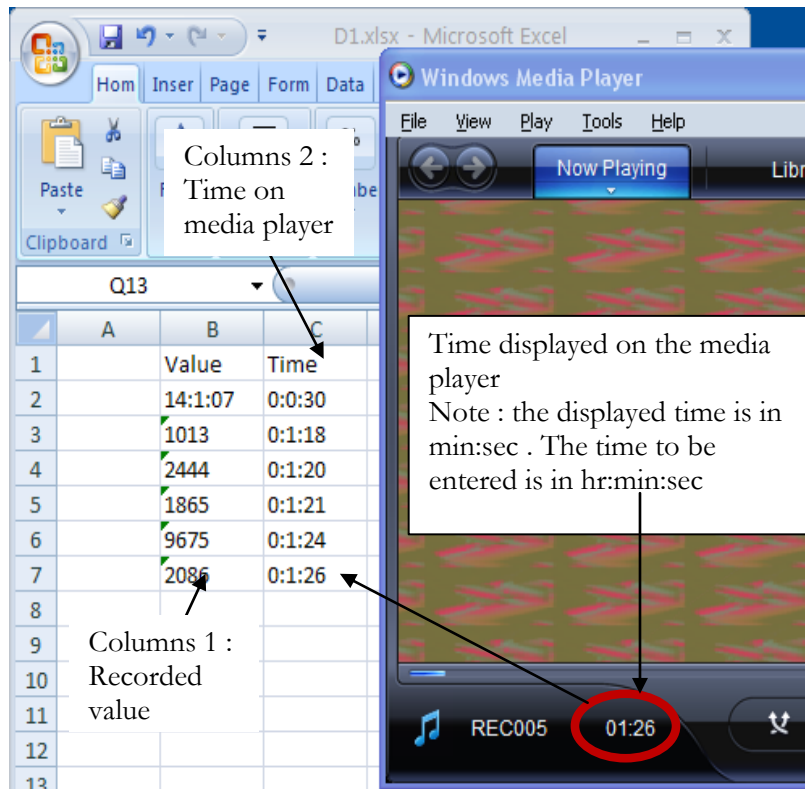 D1.xlsx - Microsoft Excel
Hom Inser Page Form Data
Paste
Clipboard
Columns 2 :
Time on
media player
Q13
A B C
1 Value Time
2 14:1:07 0:0:30
3 1013 0:1:18
4 2444 0:1:20
5 1865 0:1:21
6 9675 0:1:24
7 2086 0:1:26
8
9
10
11
12
13
Columns 1 :
Recorded
value
Windows Media Player
File View Play Tools Help
Now Playing Libr
Time displayed on the media
player
Note : the displayed time is in
min:sec . The time to be
entered is in hr:min:sec
REC005 01:26